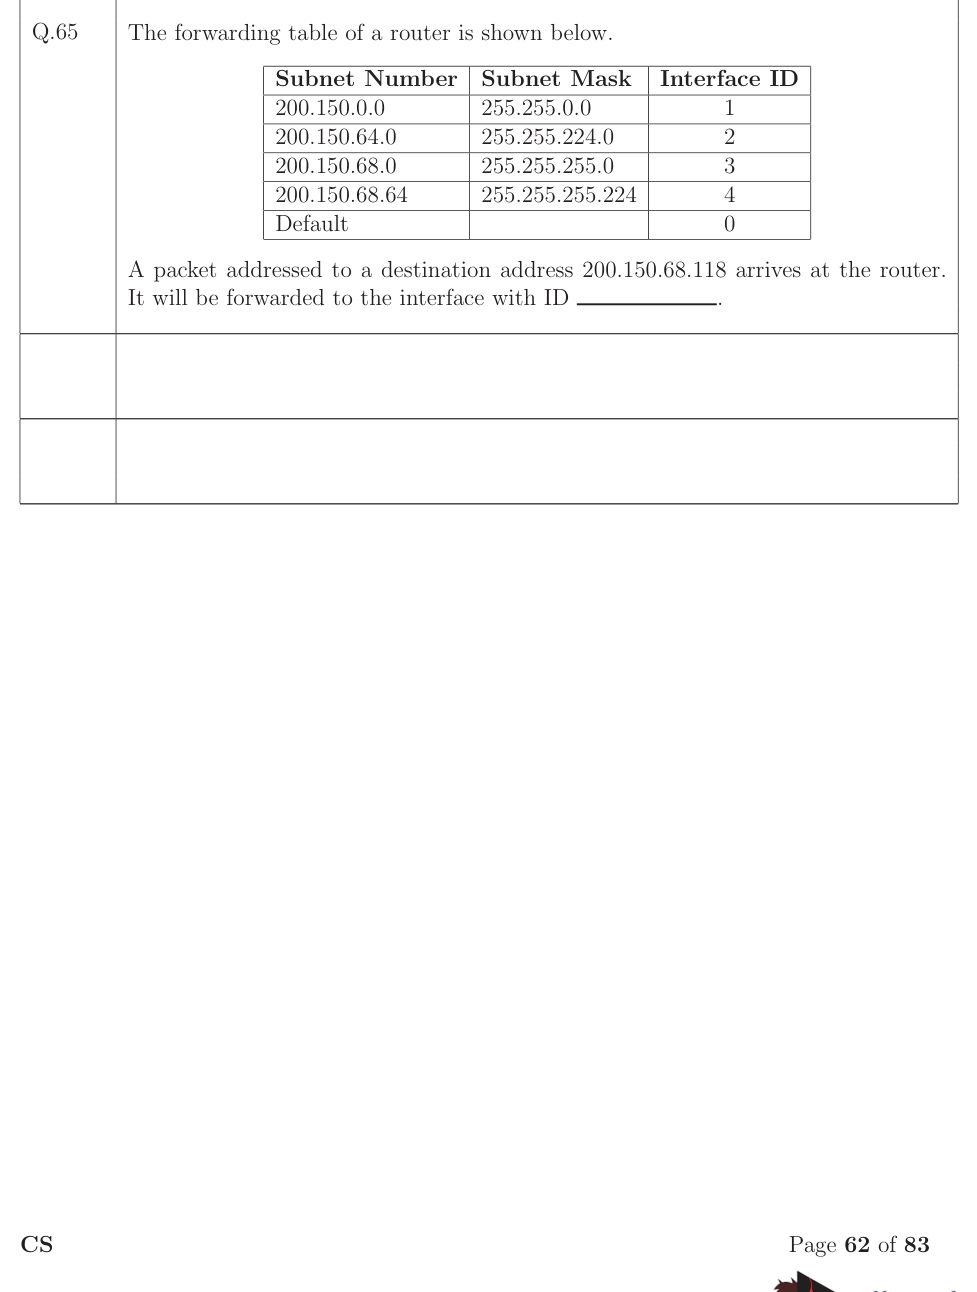 Q.65 The forwarding table of a router is shown below.
Subnet Number Subnet Mask Interface ID
200.150.0.0 255.255.0.0 1
200.150.64.0 255.255.224.0 2
200.150.68.0 255.255.255.0 3
200.150.68.64 255.255.255.224 4
Default 0
A packet addressed to a destination address 200.150.68.118 arrives at the router.
It will be forwarded to the interface with ID ___________.
CS Page 62 of 83